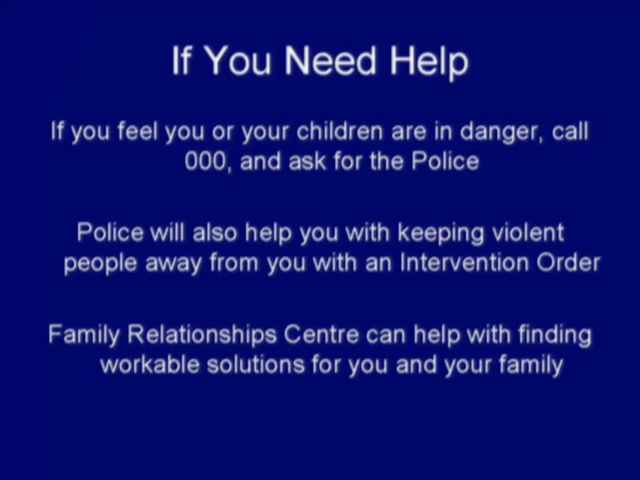 If You Need Help
If you feel you or your children are in danger, call
000, and ask for the Police
Police will also help you with keeping violent
people away from you with an Intervention Order
Family Relationships Centre can help with finding
workable solutions for you and your family